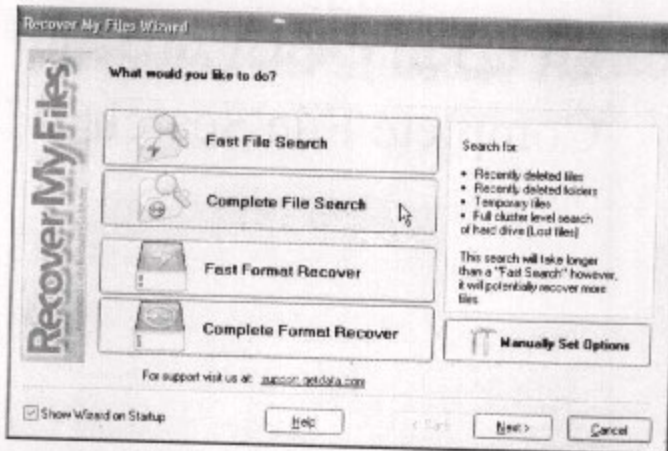 Recover My Files Wizard
RecoverMyFiles
What would you like to do?
Fast File Search
Complete File Search
Fast Format Recover
Complete Format Recover
Search for:
• Recently deleted files
• Recently deleted folders
• Temporary files
• Full cluster level search
of hard drive (Lost files)
This search will take longer
than a "Fast Search" however,
it will potentially recover more
files
Manually Set Options
For support visit us at: support.getdata.com
Show Wizard on Startup
Help
< Back
Next >
Cancel